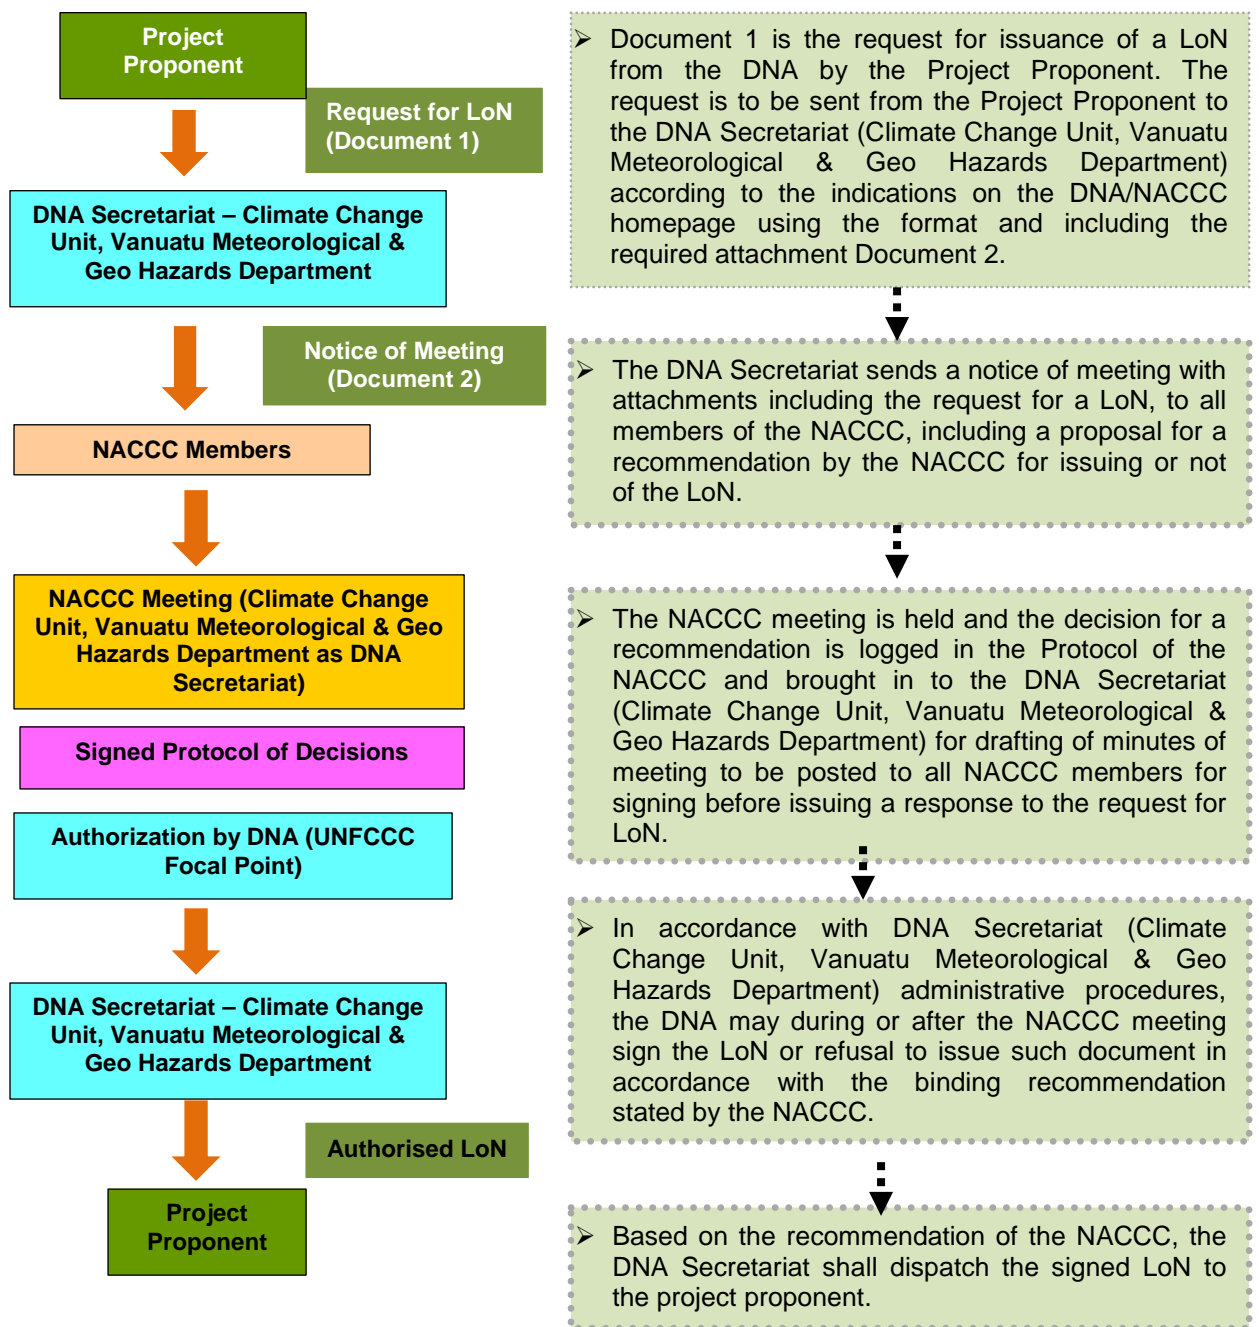 Project
Proponent
Request for LoN
(Document 1)
DNA Secretariat – Climate Change
Unit, Vanuatu Meteorological &
Geo Hazards Department
Notice of Meeting
(Document 2)
NACCC Members
NACCC Meeting (Climate Change
Unit, Vanuatu Meteorological & Geo
Hazards Department as DNA
Secretariat)
Signed Protocol of Decisions
Authorization by DNA (UNFCCC
Focal Point)
DNA Secretariat – Climate Change
Unit, Vanuatu Meteorological &
Geo Hazards Department
Authorised LoN
Project
Proponent
➢ Document 1 is the request for issuance of a LoN
from the DNA by the Project Proponent. The
request is to be sent from the Project Proponent to
the DNA Secretariat (Climate Change Unit, Vanuatu
Meteorological & Geo Hazards Department)
according to the indications on the DNA/NACCC
homepage using the format and including the
required attachment Document 2.
➢ The DNA Secretariat sends a notice of meeting with
attachments including the request for a LoN, to all
members of the NACCC, including a proposal for a
recommendation by the NACCC for issuing or not
of the LoN.
➢ The NACCC meeting is held and the decision for a
recommendation is logged in the Protocol of the
NACCC and brought in to the DNA Secretariat
(Climate Change Unit, Vanuatu Meteorological &
Geo Hazards Department) for drafting of minutes of
meeting to be posted to all NACCC members for
signing before issuing a response to the request for
LoN.
➢ In accordance with DNA Secretariat (Climate
Change Unit, Vanuatu Meteorological & Geo
Hazards Department) administrative procedures,
the DNA may during or after the NACCC meeting
sign the LoN or refusal to issue such document in
accordance with the binding recommendation
stated by the NACCC.
➢ Based on the recommendation of the NACCC, the
DNA Secretariat shall dispatch the signed LoN to
the project proponent.